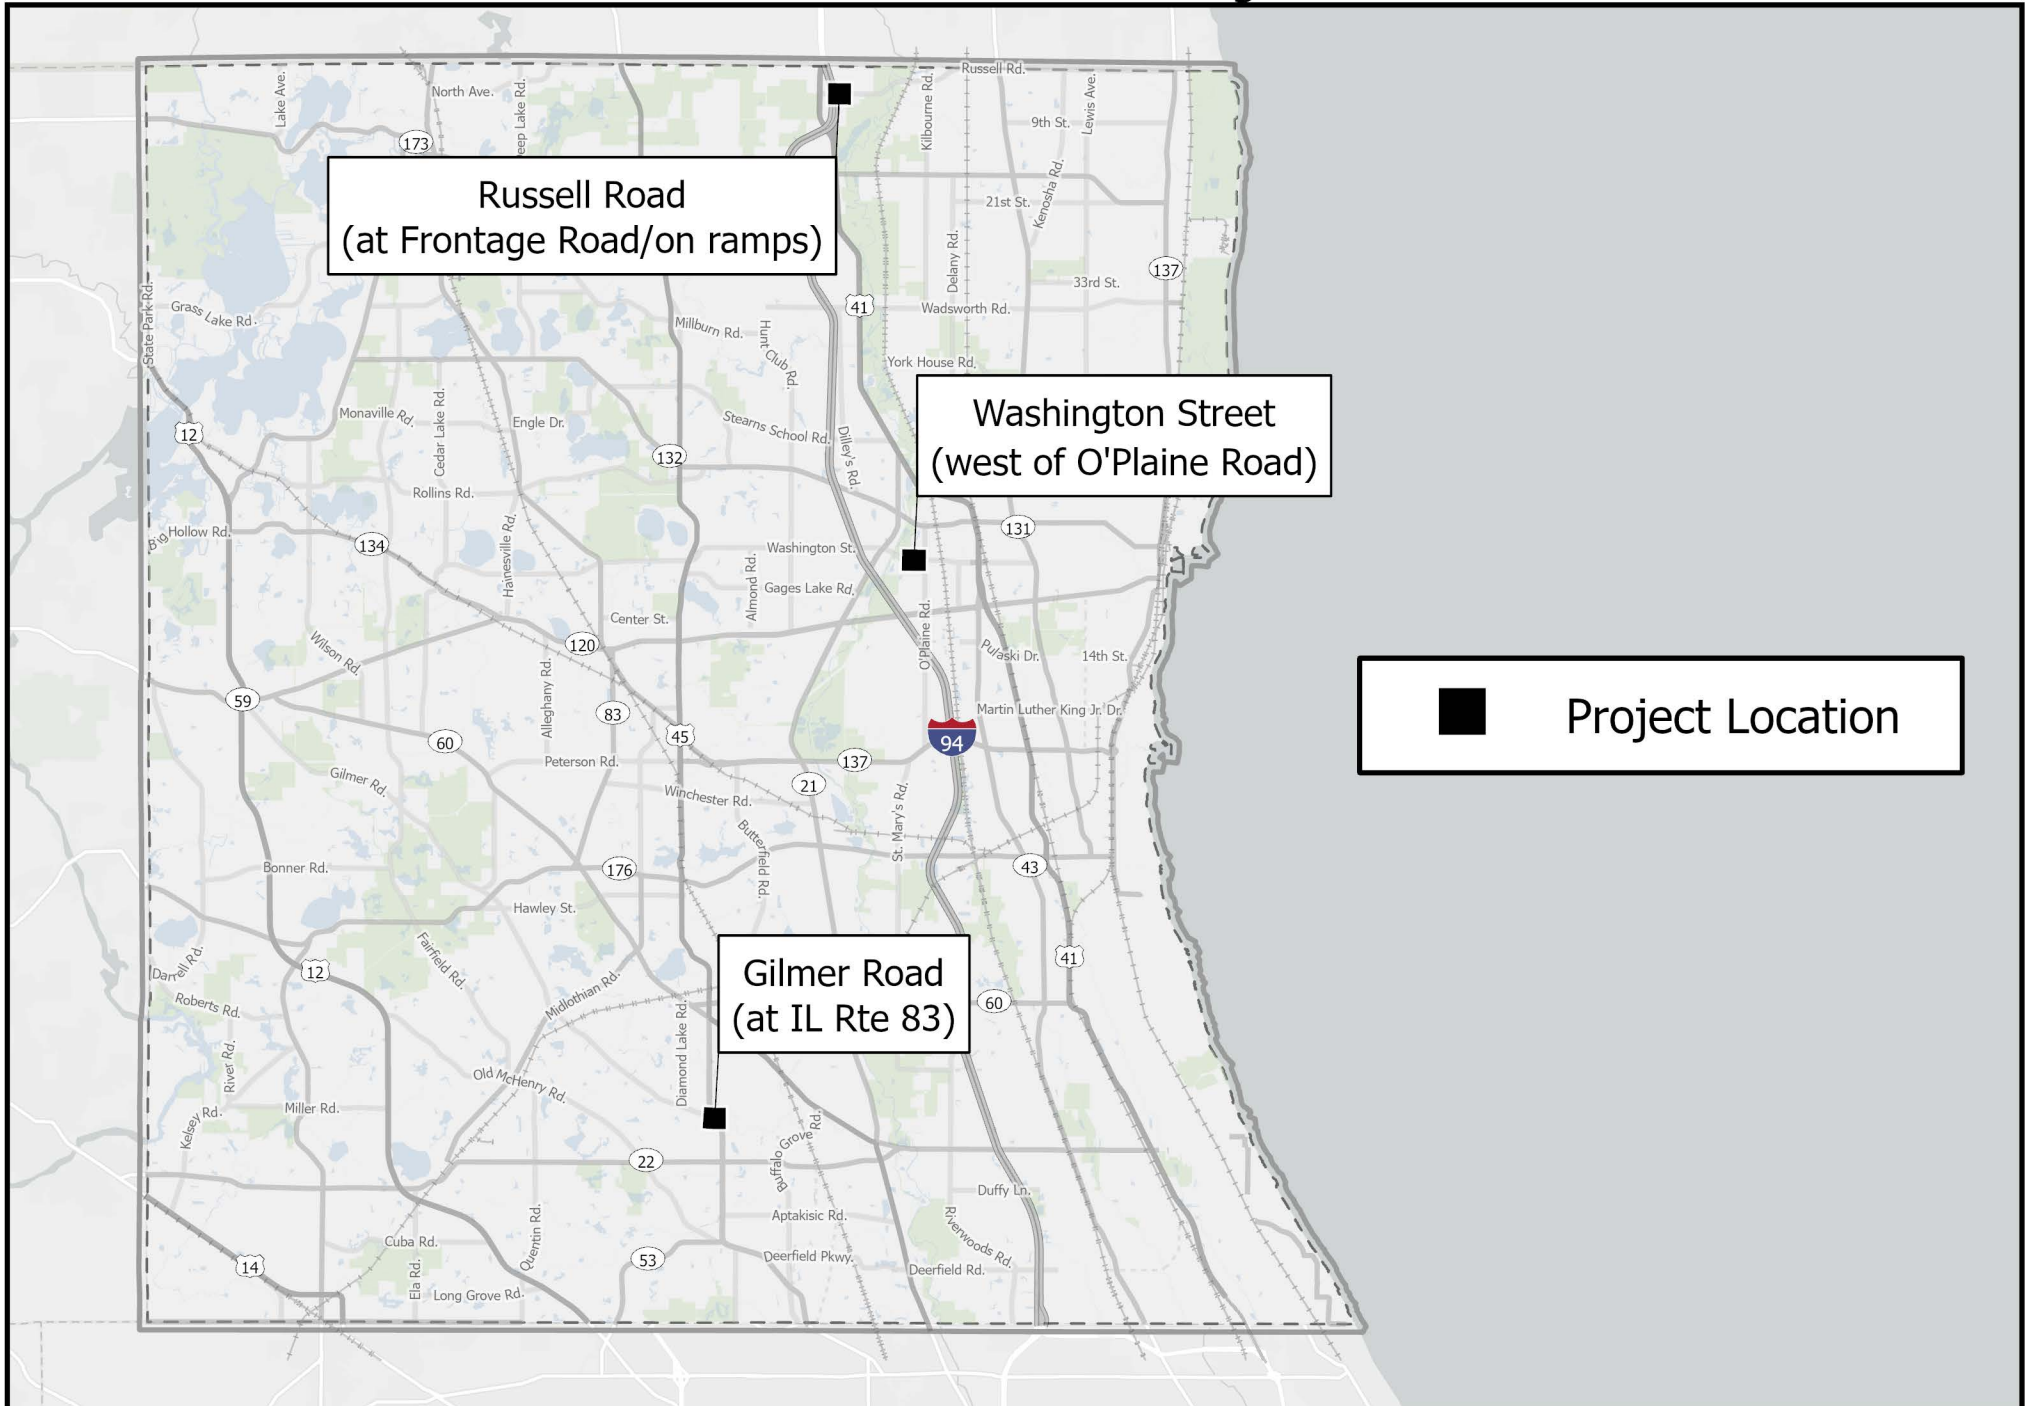 Russell Rd.
Lake Ave.
North Ave.
Kilbourne Rd.
Lewis Ave.
9th St.
173
Russell Road
(at Frontage Road/on ramps)
Kenosha Rd.
21st St.
Delany Rd.
137
33rd St.
State Park Rd.
Grass Lake Rd.
41
Wadsworth Rd.
Millburn Rd.
Hunt Club Rd.
York House Rd.
Washington Street
(west of O'Plaine Road)
Monaville Rd.
Cedar Lake Rd.
Engle Dr.
Stearns School Rd.
Dilley's Rd.
12
132
Rollins Rd.
Big Hollow Rd.
134
Hainesville Rd.
131
Washington St.
Almond Rd.
Gages Lake Rd.
Center St.
O'Plaine Rd.
120
Wilson Rd.
Pulaski Dr.
14th St.
Alleghany Rd.
59
83
Martin Luther King Jr. Dr.
60
45
94
Project Location
Peterson Rd.
137
Gilmer Rd.
21
Winchester Rd.
St. Mary's Rd.
Butterfield Rd.
Bonner Rd.
176
43
Hawley St.
Fairfield Rd.
Darrell Rd.
12
Gilmer Road
(at IL Rte 83)
41
Midlothian Rd.
Roberts Rd.
60
Diamond Lake Rd.
River Rd.
Old McHenry Rd.
Kelsey Rd.
Miller Rd.
Buffalo Grove Rd.
22
Duffy Ln.
Aptakisic Rd.
Riverwoods Rd.
Quentin Rd.
Cuba Rd.
53
Deerfield Pkwy.
14
Ela Rd.
Deerfield Rd.
Long Grove Rd.